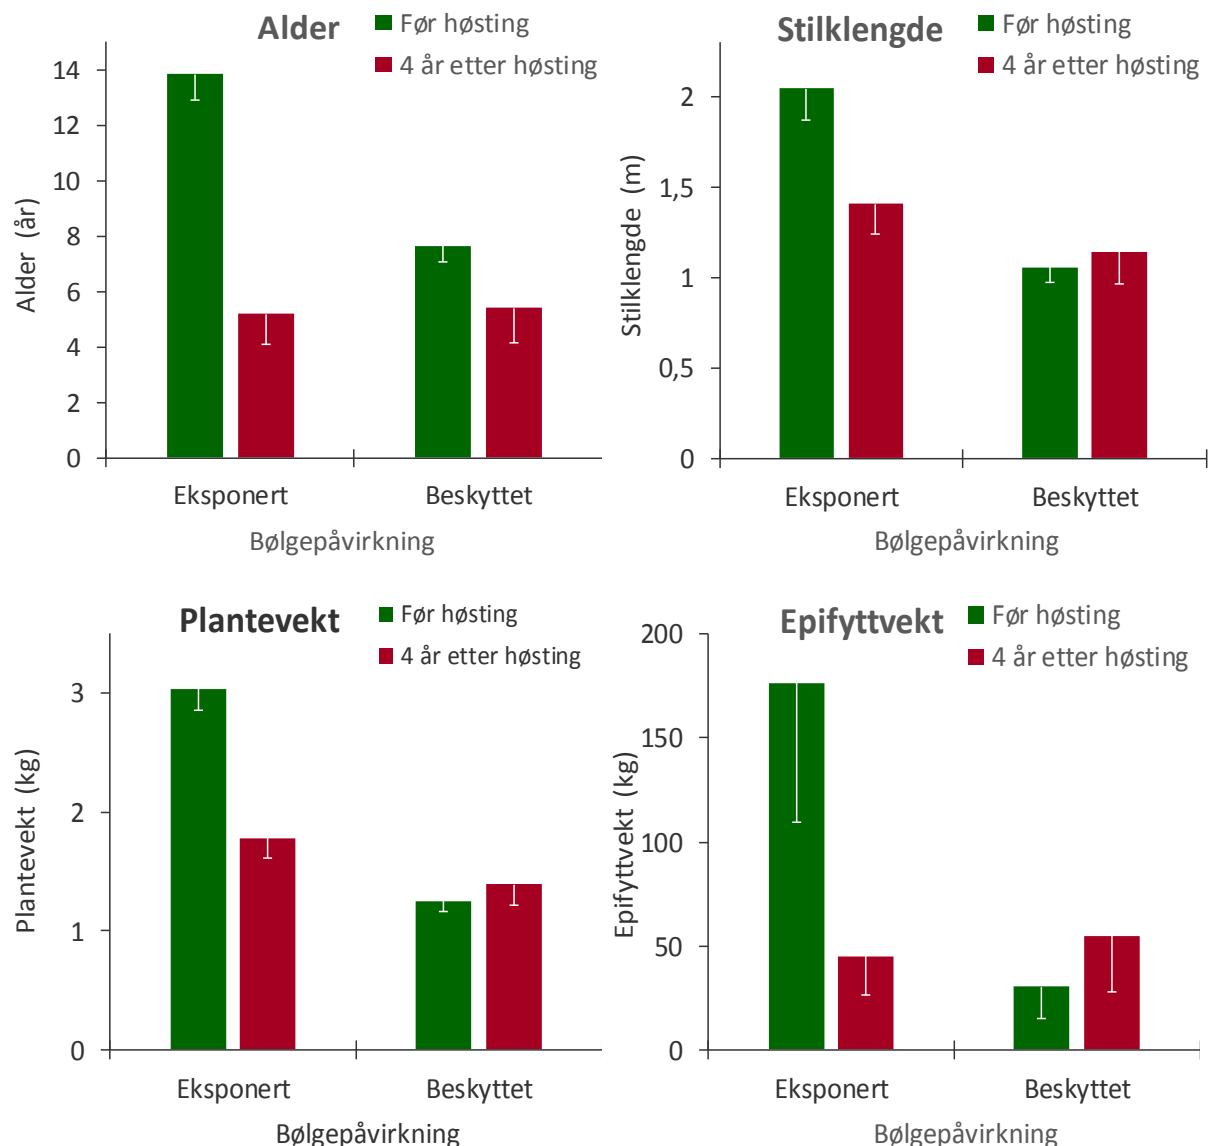 Alder
Før høsting
4 år etter høsting
Alder (år)
14
12
10
8
6
4
2
0
Eksponert
Beskyttet
Bølgepåvirkning
Stilklengde
Før høsting
4 år etter høsting
Stilklengde (m)
2
1,5
1
0,5
0
Eksponert
Beskyttet
Bølgepåvirkning
Plantevekt
Før høsting
4 år etter høsting
Plantevekt (kg)
3
2
1
0
Eksponert
Beskyttet
Bølgepåvirkning
Epifyttvekt
Før høsting
4 år etter høsting
Epifyttvekt (kg)
200
150
100
50
0
Eksponert
Beskyttet
Bølgepåvirkning